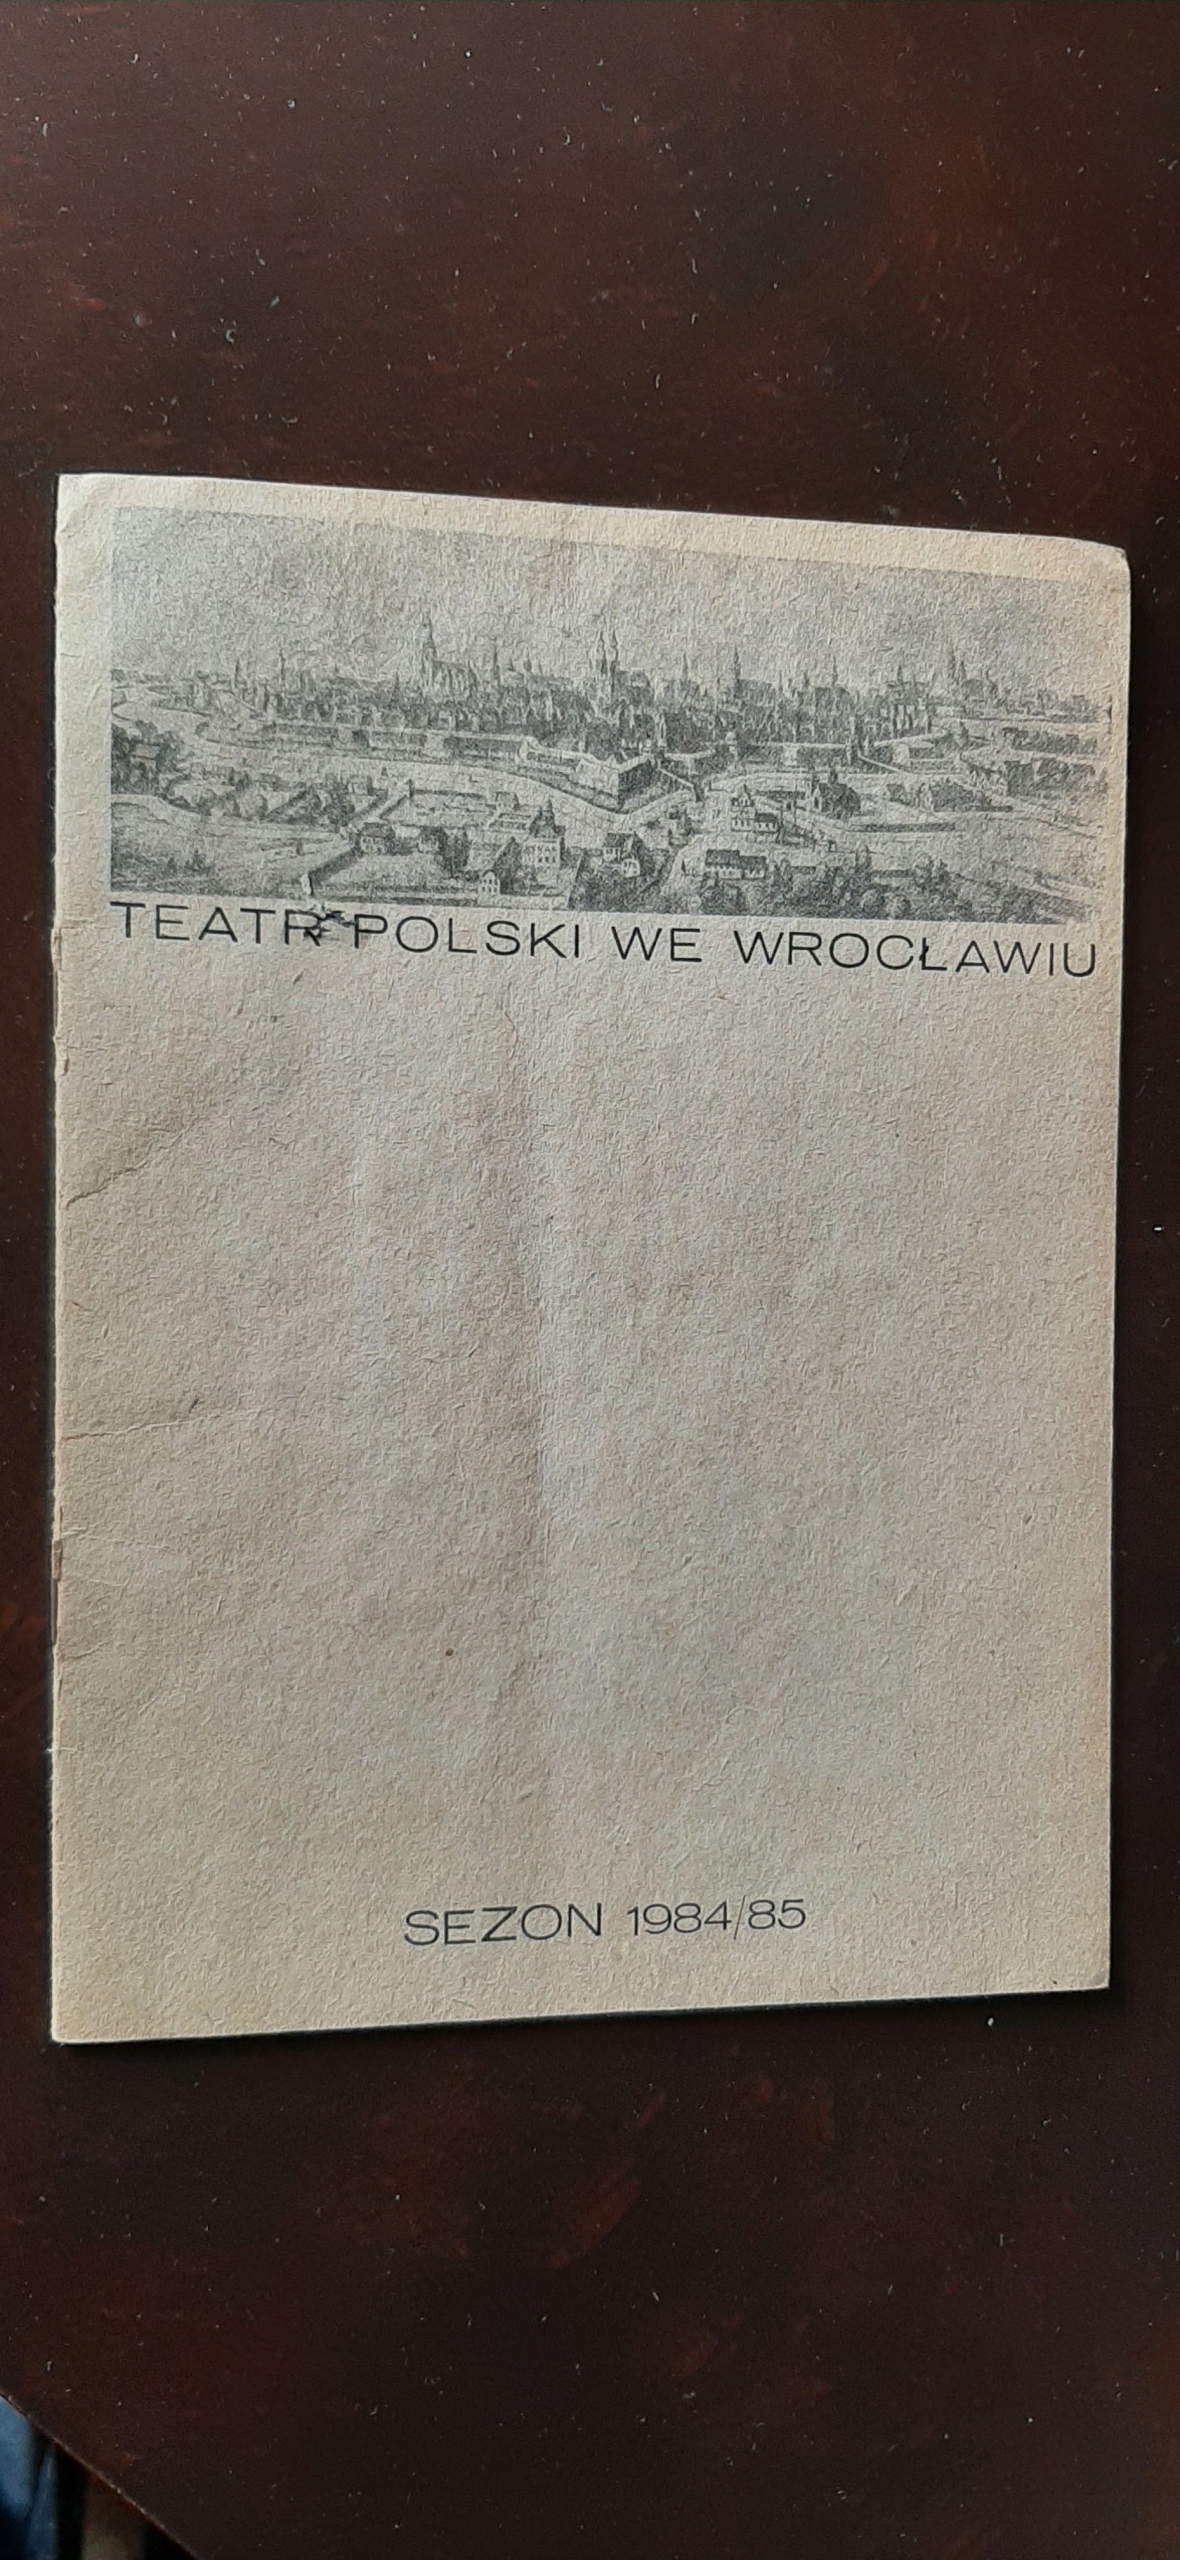 TEATR POLSKI WE WROCŁAWIU
SEZON 1984/85